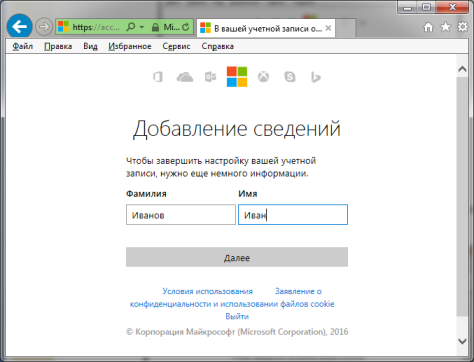 https://acc...
Mi...
В вашей учетной записи о...
Файл Правка Вид Избранное Сервис Справка
Добавление сведений
Чтобы завершить настройку вашей учетной
записи, нужно еще немного информации.
Фамилия Имя
Иванов Иван
Далее
Условия использования Заявление о
конфиденциальности и использовании файлов cookie
Выйти
© Корпорация Майкрософт (Microsoft Corporation), 2016